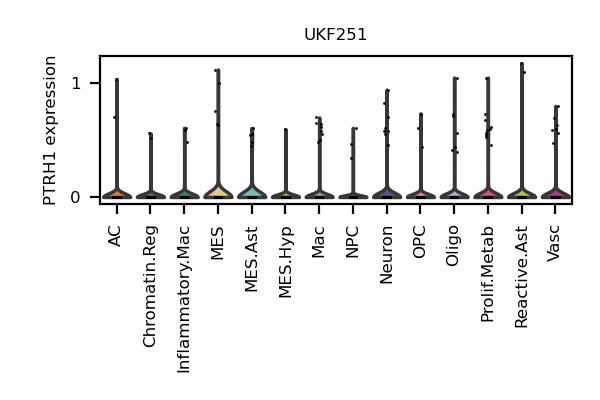 UKF251
PTRH1 expression
1
0
AC
Chromatin.Reg
Inflammatory.Mac
MES
MES.Ast
MES.Hyp
Mac
NPC
Neuron
OPC
Oligo
Prolif.Metab
Reactive.Ast
Vasc